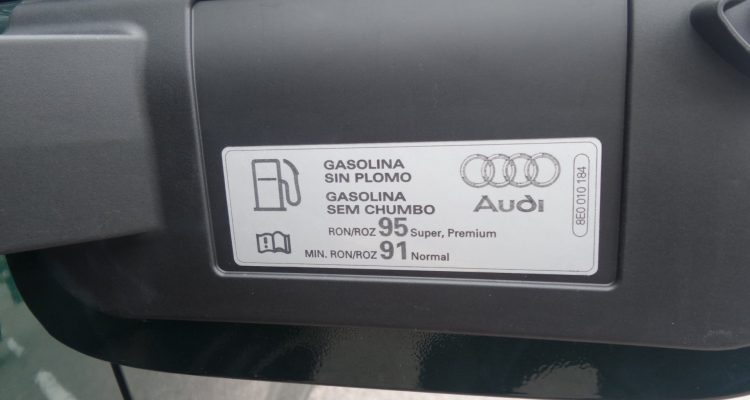 GASOLINA
SIN PLOMO
GASOLINA
SEM CHUMBO
RON/ROZ 95 Super, Premium
MIN. RON/ROZ 91 Normal
Audi
8E0 010 184